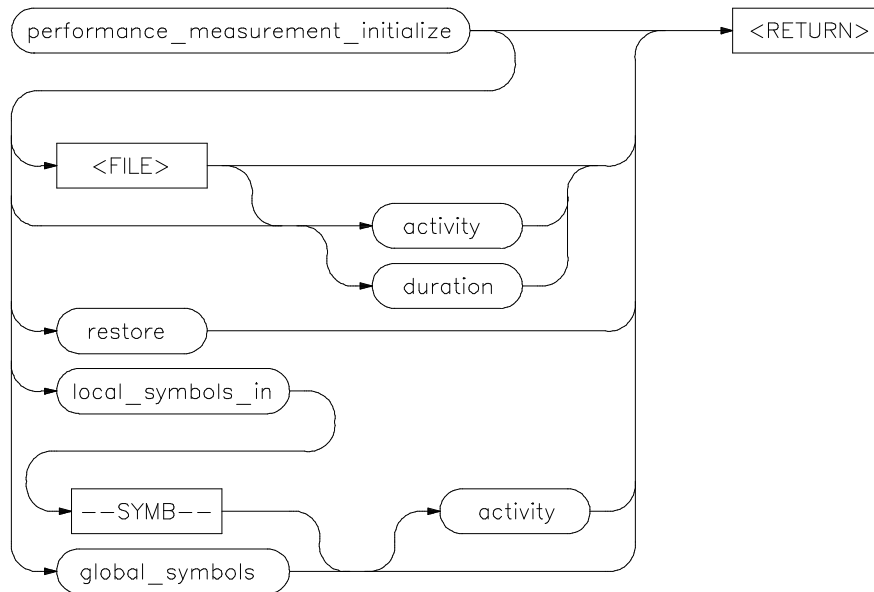 performance_measurement_initialize
<RETURN>
<FILE>
activity
duration
restore
local_symbols_in
--SYMB--
activity
global_symbols